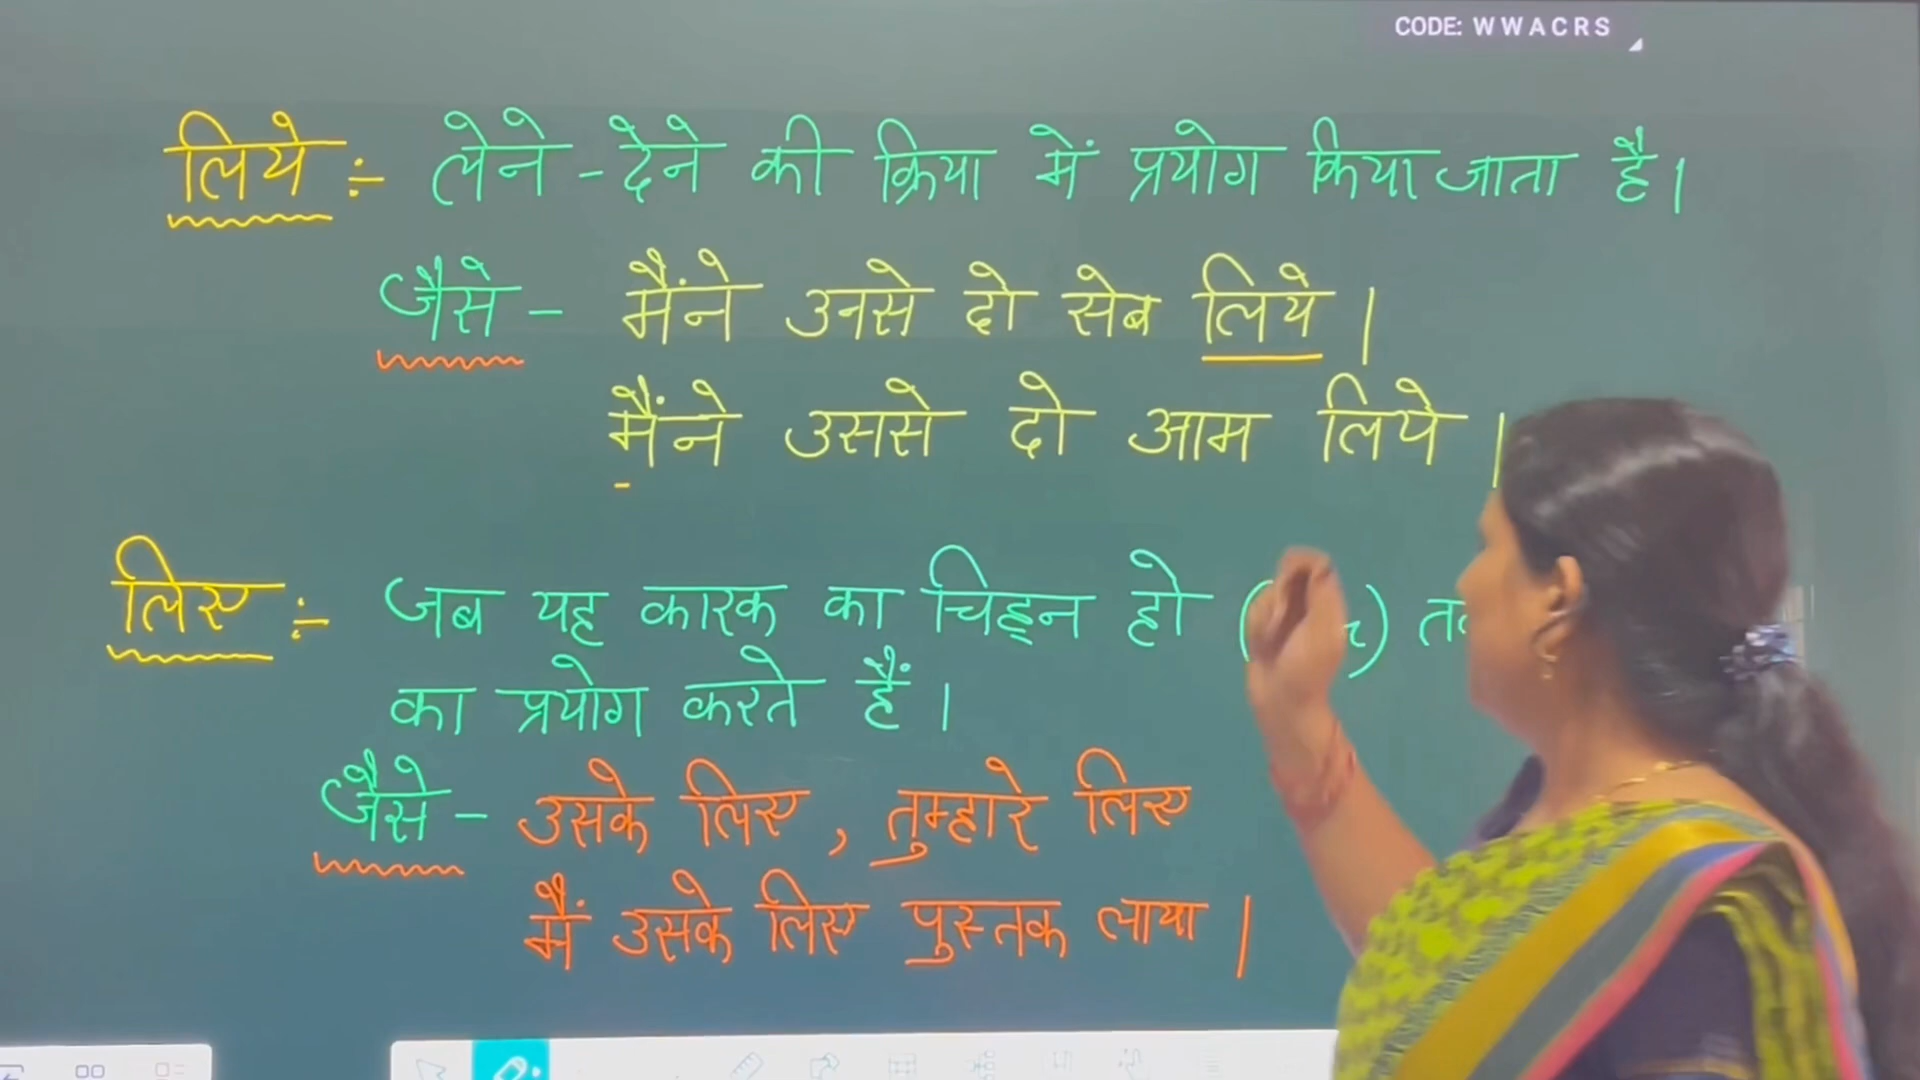 CODE: WWACRS
लिये :- लेने - देने की क्रिया में प्रयोग किया जाता है।
जैसे - मैंने उनसे दो सेब लिये।
मैंने उससे दो आम लिये।
लिए :- जब यह कारक का चिह्न हो
का प्रयोग करते हैं।
जैसे - उसके लिए, तुम्हारे लिए
मैं उसके लिए पुस्तक लाया।